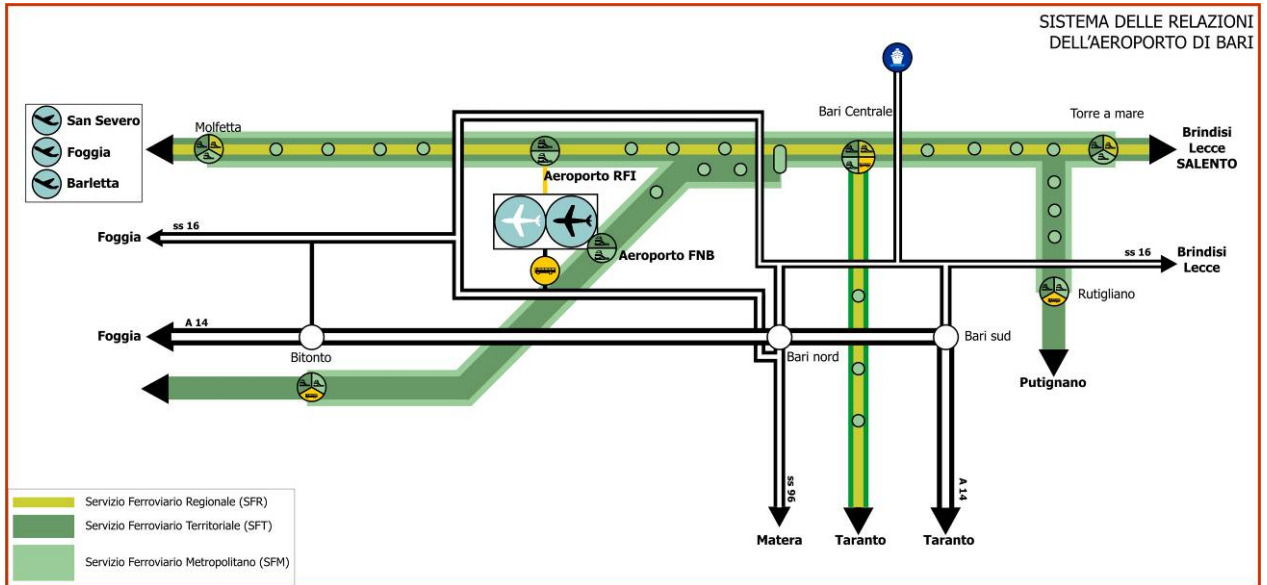 SISTEMA DELLE RELAZIONI
DELL'AEROPORTO DI BARI
San Severo
Foggia
Barletta
Molfetta
Bari Centrale
Torre a mare
Brindisi
Lecce
SALENTO
Aeroporto RFI
Foggia
ss 16
Aeroporto FNB
ss 16
Brindisi
Lecce
Rutigliano
Foggia
A 14
Bitonto
Bari nord
Bari sud
Putignano
ss 96
A 14
Matera
Taranto
Taranto
Servizio Ferroviario Regionale (SFR)
Servizio Ferroviario Territoriale (SFT)
Servizio Ferroviario Metropolitano (SFM)